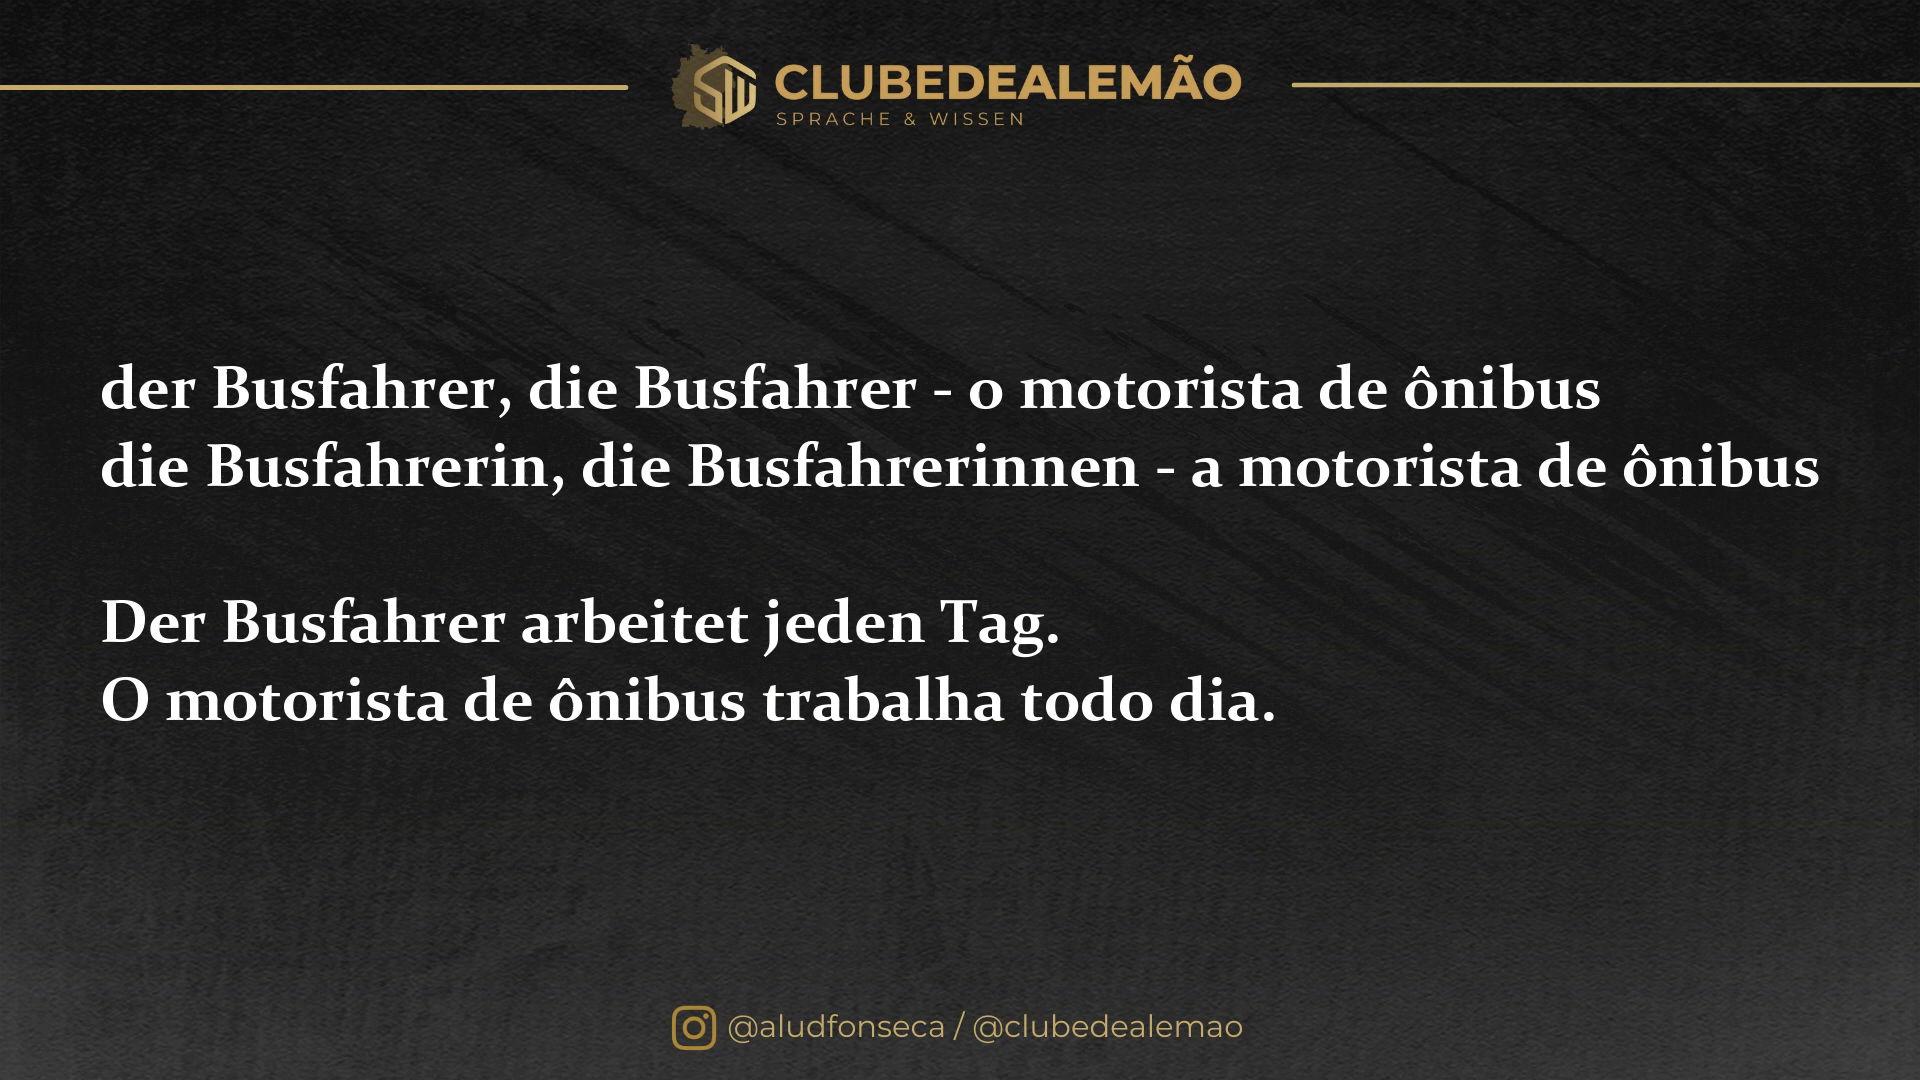 CLUBEDEALEMÃO
SPRACHE & WISSEN
der Busfahrer, die Busfahrer - o motorista de ônibus
die Busfahrerin, die Busfahrerinnen - a motorista de ônibus
Der Busfahrer arbeitet jeden Tag.
O motorista de ônibus trabalha todo dia.
@aludfonseca / @clubedealemao